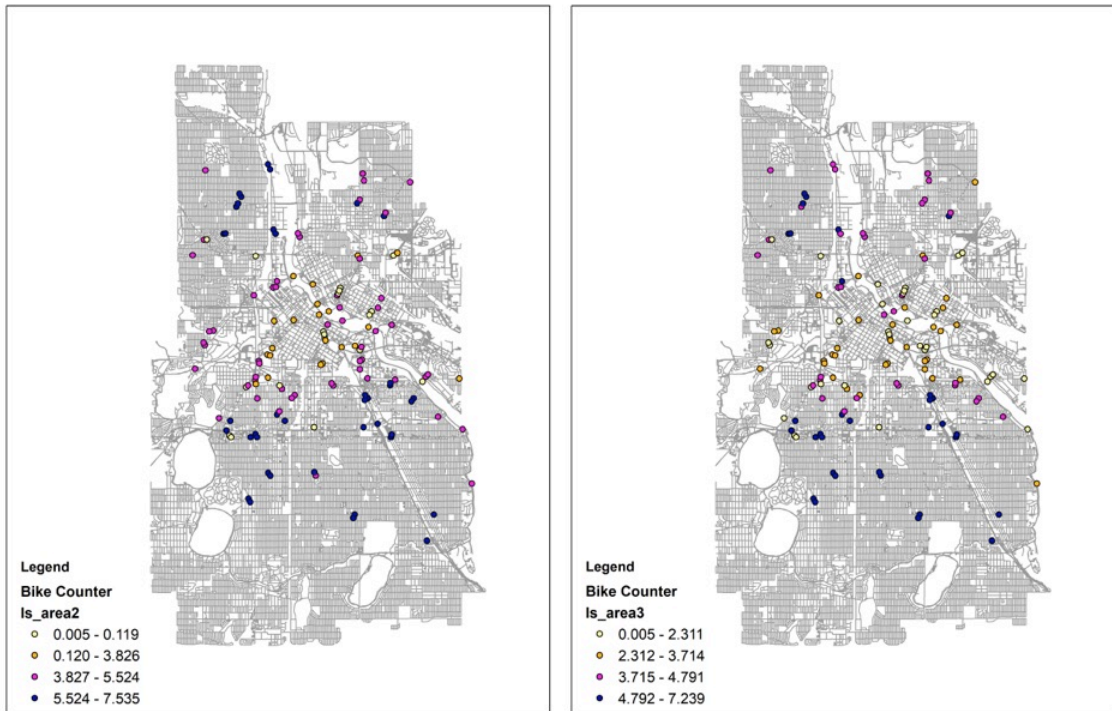 Legend
Bike Counter
ls_area2
0.005 - 0.119
0.120 - 3.826
3.827 - 5.524
5.524 - 7.535
Legend
Bike Counter
ls_area3
0.005 - 2.311
2.312 - 3.714
3.715 - 4.791
4.792 - 7.239